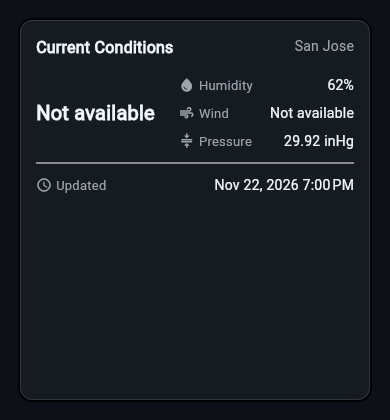 Current Conditions San Jose
Humidity 62%
Not available
Wind Not available
Pressure 29.92 inHg
Updated Nov 22, 2026 7:00 PM